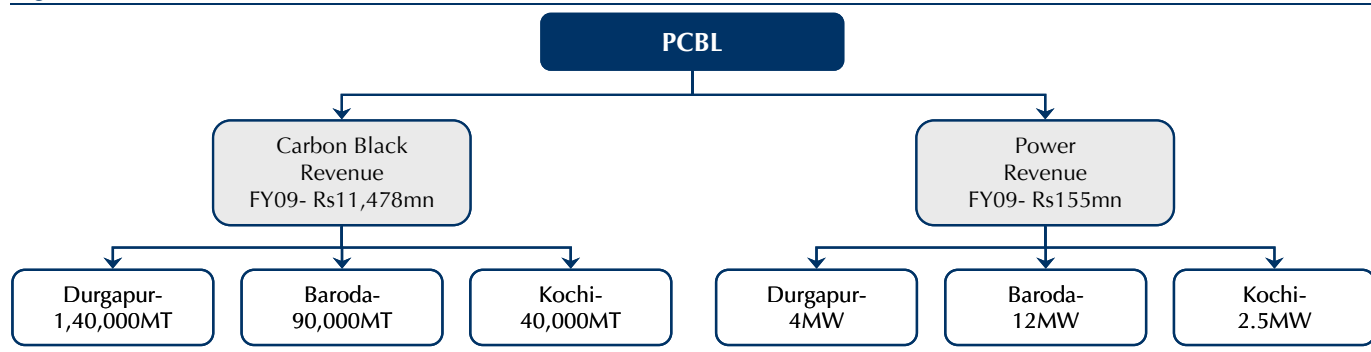 PCBL
Carbon Black
Revenue
FY09- Rs11,478mn
Power
Revenue
FY09- Rs155mn
Durgapur-
1,40,000MT
Baroda-
90,000MT
Kochi-
40,000MT
Durgapur-
4MW
Baroda-
12MW
Kochi-
2.5MW